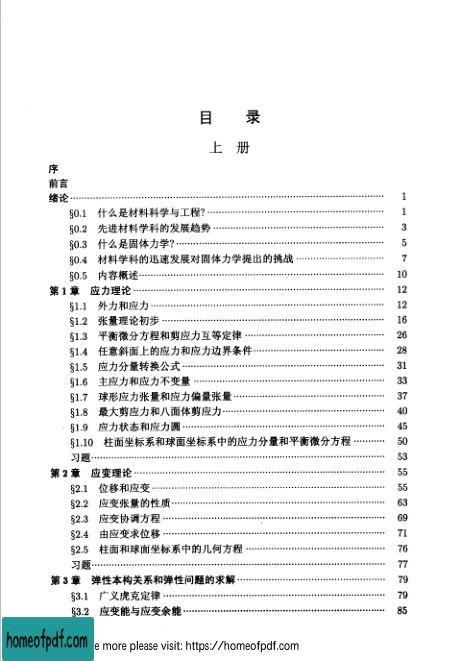 目 录
上 册
序
前言
绪论 1
§0.1 什么是材料科学与工程? 1
§0.2 先进材料学科的发展趋势 3
§0.3 什么是固体力学? 5
§0.4 材料学科的迅速发展对固体力学提出的挑战 7
§0.5 内容概述 10
第1章 应力理论 12
§1.1 外力和应力 12
§1.2 张量理论初步 16
§1.3 平衡微分方程和剪应力互等定律 26
§1.4 任意斜面上的应力和应力边界条件 28
§1.5 应力分量转换公式 31
§1.6 主应力和应力不变量 33
§1.7 球形应力张量和应力偏量张量 37
§1.8 最大剪应力和八面体剪应力 40
§1.9 应力状态和应力圆 45
§1.10 柱面坐标系和球面坐标系中的应力分量和平衡微分方程 50
习题 53
第2章 应变理论 55
§2.1 位移和应变 55
§2.2 应变张量的性质 63
§2.3 应变协调方程 69
§2.4 由应变求位移 71
§2.5 柱面和球面坐标系中的几何方程 76
习题 77
第3章 弹性本构关系和弹性问题的求解 79
§3.1 广义虎克定律 79
§3.2 应变能与应变余能 85
homeofpdf.com
e more please visit: https://homeofpdf.com